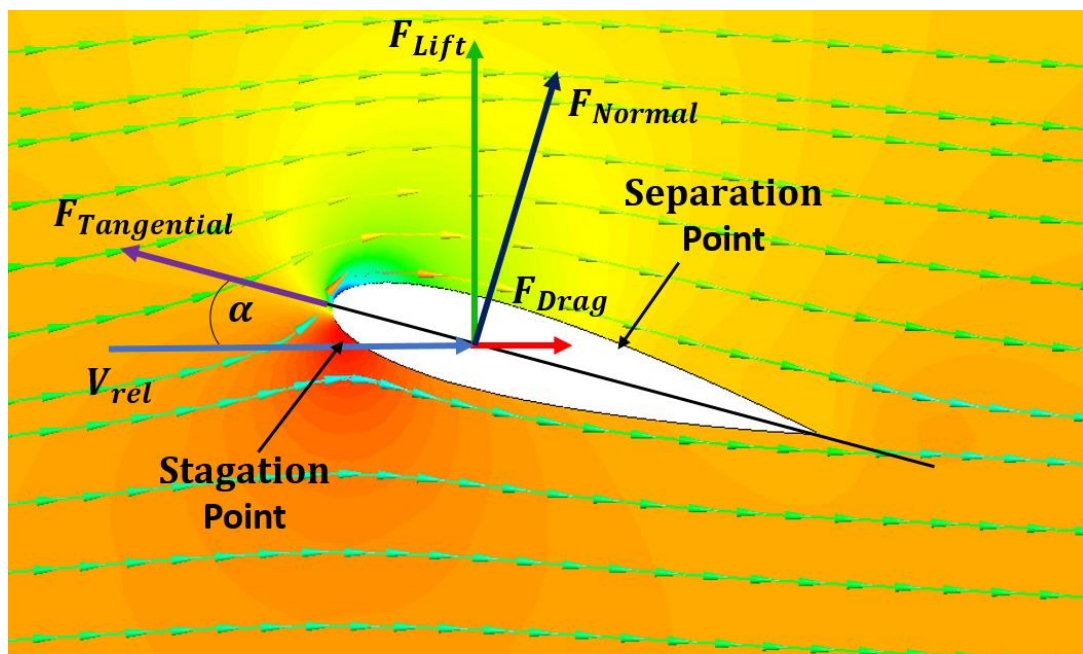 F_Lift
F_Normal
Separation
Point
F_Tangential
F_Drag
α
V_rel
Stagation
Point